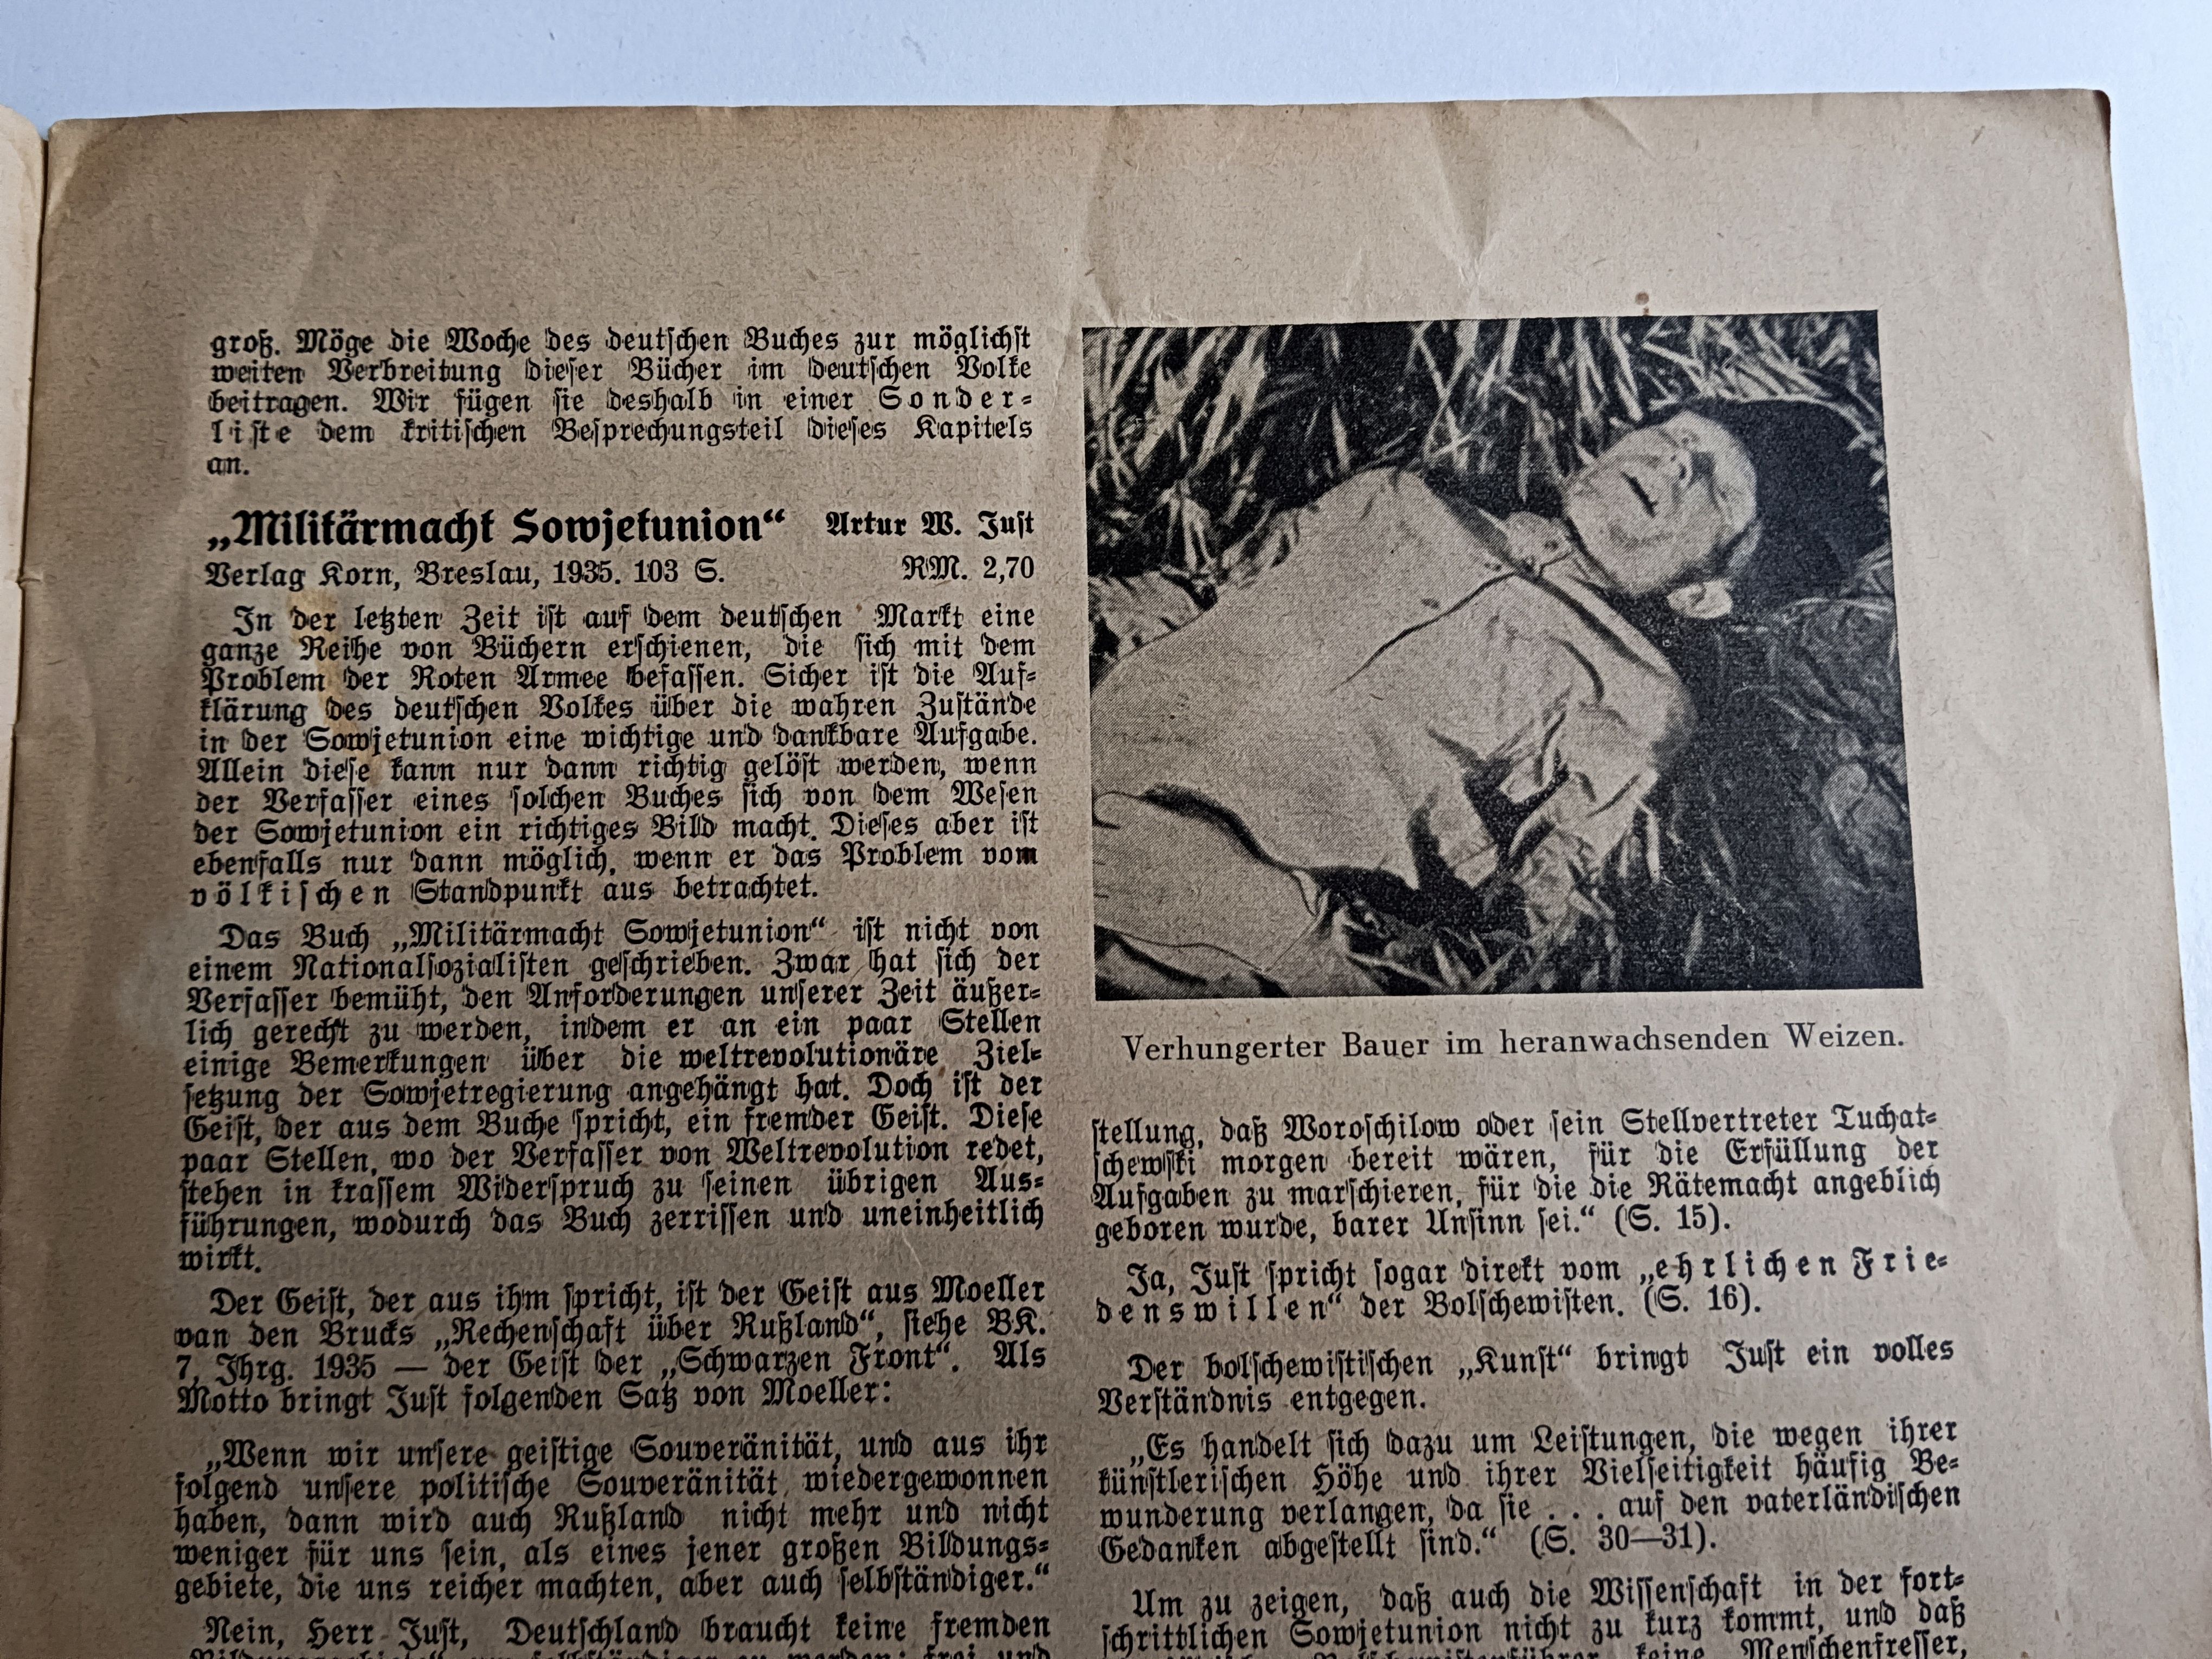 groß. Möge die Woche des deutschen Buches zur möglichst
weiten Verbreitung dieser Bücher im deutschen Volke
beitragen. Wir fügen sie deshalb in einer Sonder-
liste dem kritischen Besprechungsteil dieses Kapitels
an.
„Militärmacht Sowjetunion“ Artur W. Just
Verlag Korn, Breslau, 1935. 103 S. RM. 2,70
In der letzten Zeit ist auf dem deutschen Markt eine
ganze Reihe von Büchern erschienen, die sich mit dem
Problem der Roten Armee befassen. Sicher ist die Auf-
klärung des deutschen Volkes über die wahren Zustände
in der Sowjetunion eine wichtige und dankbare Aufgabe.
Allein diese kann nur dann richtig gelöst werden, wenn
der Verfasser eines solchen Buches sich von dem Wesen
der Sowjetunion ein richtiges Bild macht. Dieses aber ist
ebenfalls nur dann möglich, wenn er das Problem vom
völkischen Standpunkt aus betrachtet.
Das Buch „Militärmacht Sowjetunion“ ist nicht von
einem Nationalsozialisten geschrieben. Zwar hat sich der
Verfasser bemüht, den Anforderungen unserer Zeit äußer-
lich gerecht zu werden, indem er an ein paar Stellen
einige Bemerkungen über die weltrevolutionäre Ziel-
setzung der Sowjetregierung angehängt hat. Doch ist der
Geist, der aus dem Buche spricht, ein fremder Geist. Diese
paar Stellen, wo der Verfasser von Weltrevolution redet,
stehen in krassem Widerspruch zu seinen übrigen Aus-
führungen, wodurch das Buch zerrissen und uneinheitlich
wirkt.
Der Geist, der aus ihm spricht, ist der Geist aus Moeller
van den Brucks „Rechenschaft über Rußland“, siehe BK.
7. Jhrg. 1935 — der Geist der „Schwarzen Front“. Als
Motto bringt Just folgenden Satz von Moeller:
„Wenn wir unsere geistige Souveränität, und aus ihr
folgend unsere politische Souveränität wiedergewonnen
haben, dann wird auch Rußland nicht mehr und nicht
weniger für uns sein, als eines jener großen Bildungs-
gebiete, die uns reicher machten, aber auch selbständiger.“
Nein, Herr Just, Deutschland braucht keine fremden
Verhungerter Bauer im heranwachsenden Weizen.
stellung, daß Woroschilow oder sein Stellvertreter Tuchat-
schewski morgen bereit wären, für die Erfüllung der
Aufgaben zu marschieren, für die die Rätemacht angeblich
geboren wurde, barer Unsinn sei.“ (S. 15).
Ja, Just spricht sogar direkt vom „ehrlichen Frie-
denswillen“ der Bolschewisten. (S. 16).
Der bolschewistischen „Kunst“ bringt Just ein volles
Verständnis entgegen.
„Es handelt sich dazu um Leistungen, die wegen ihrer
künstlerischen Höhe und ihrer Vielseitigkeit häufig Be-
wunderung verlangen, da sie . . . auf den vaterländischen
Gedanken abgestellt sind.“ (S. 30—31).
Um zu zeigen, daß auch die Wissenschaft in der fort-
schrittlichen Sowjetunion nicht zu kurz kommt, und daß
keine Menschenfresser,